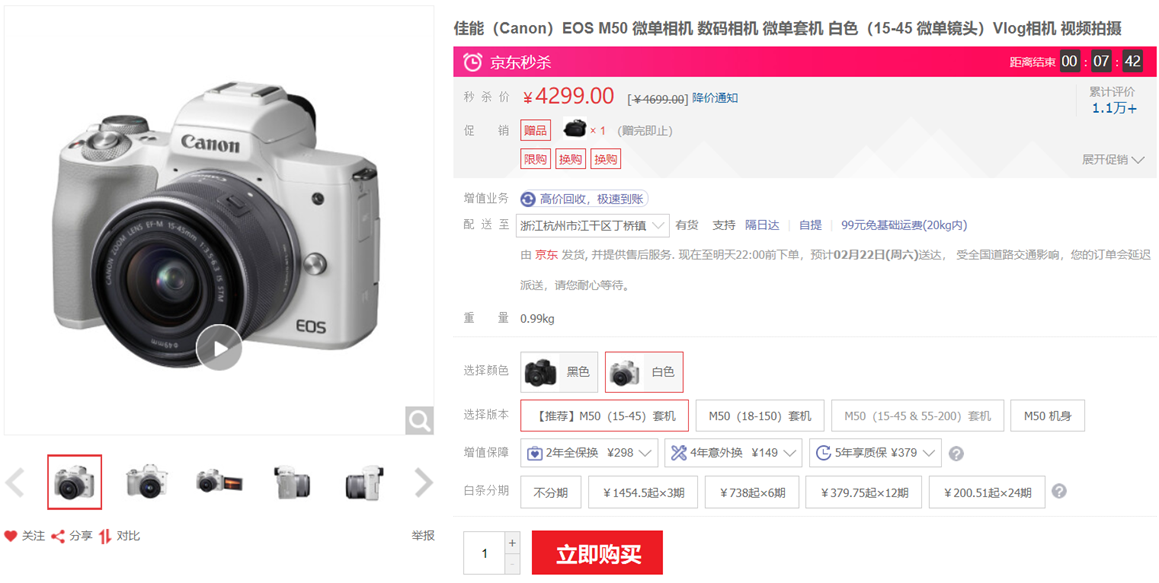 佳能（Canon）EOS M50 微单相机 数码相机 微单套机 白色（15-45 微单镜头）Vlog相机 视频拍摄
京东秒杀 距离结束 00 : 07 : 42
秒杀价 ￥4299.00 [￥4699.00] 降价通知 累计评价
1.1万+
促销 赠品 × 1 （赠完即止）
限购 换购 换购 展开促销
增值业务 高价回收，极速到账
配送至 浙江杭州市江干区丁桥镇 有货 支持 隔日达 自提 99元免基础运费(20kg内)
由 京东 发货, 并提供售后服务. 现在至明天22:00前下单，预计02月22日(周六)送达， 受全国道路交通影响，您的订单会延迟
派送，请您耐心等待。
重量 0.99kg
选择颜色 黑色 白色
选择版本 【推荐】M50（15-45）套机 M50（18-150）套机 M50（15-45 & 55-200）套机 M50 机身
增值保障 2年全保换 ¥298 4年意外换 ¥149 5年享质保 ¥379 ?
白条分期 不分期 ￥1454.5起×3期 ￥738起×6期 ￥379.75起×12期 ￥200.51起×24期 ?
1 + - 立即购买
Canon
CANON ZOOM LENS EF-M 15-45mm 1:3.5-6.3 IS STM
EOS
关注 分享 对比 举报